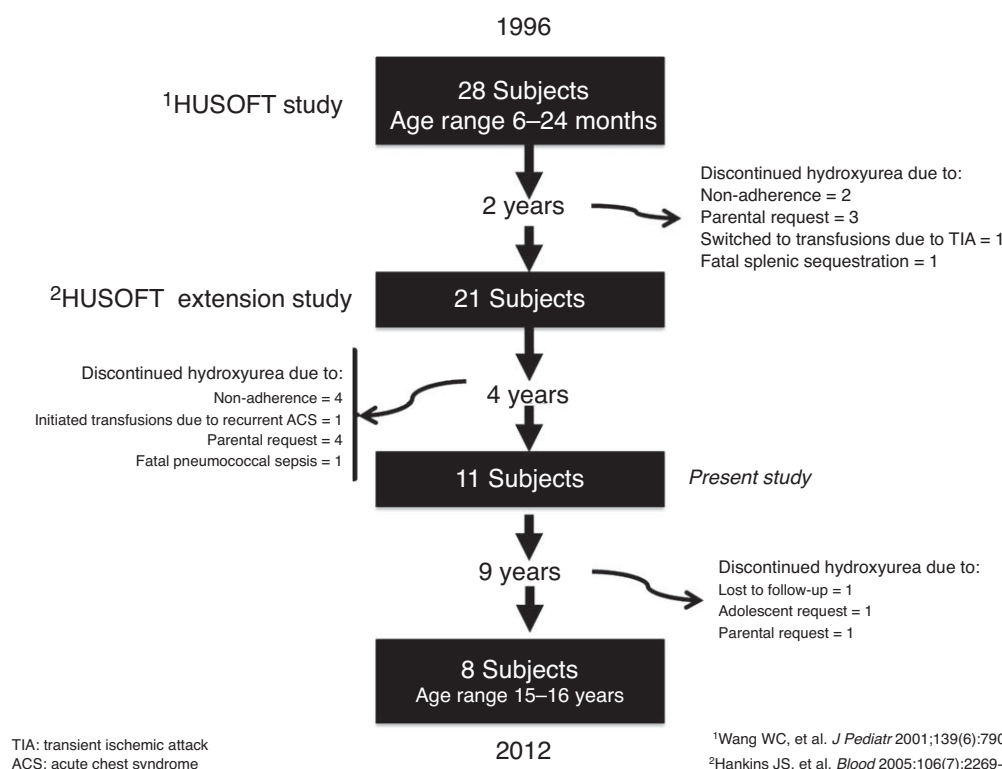 1996
¹HUSOFT study
28 Subjects
Age range 6–24 months
2 years
Discontinued hydroxyurea due to:
Non-adherence = 2
Parental request = 3
Switched to transfusions due to TIA = 1
Fatal splenic sequestration = 1
²HUSOFT extension study
21 Subjects
Discontinued hydroxyurea due to:
Non-adherence = 4
Initiated transfusions due to recurrent ACS = 1
Parental request = 4
Fatal pneumococcal sepsis = 1
4 years
11 Subjects
Present study
9 years
Discontinued hydroxyurea due to:
Lost to follow-up = 1
Adolescent request = 1
Parental request = 1
8 Subjects
Age range 15–16 years
2012
TIA: transient ischemic attack
ACS: acute chest syndrome
¹Wang WC, et al. J Pediatr 2001;139(6):790
²Hankins JS, et al. Blood 2005;106(7):2269-